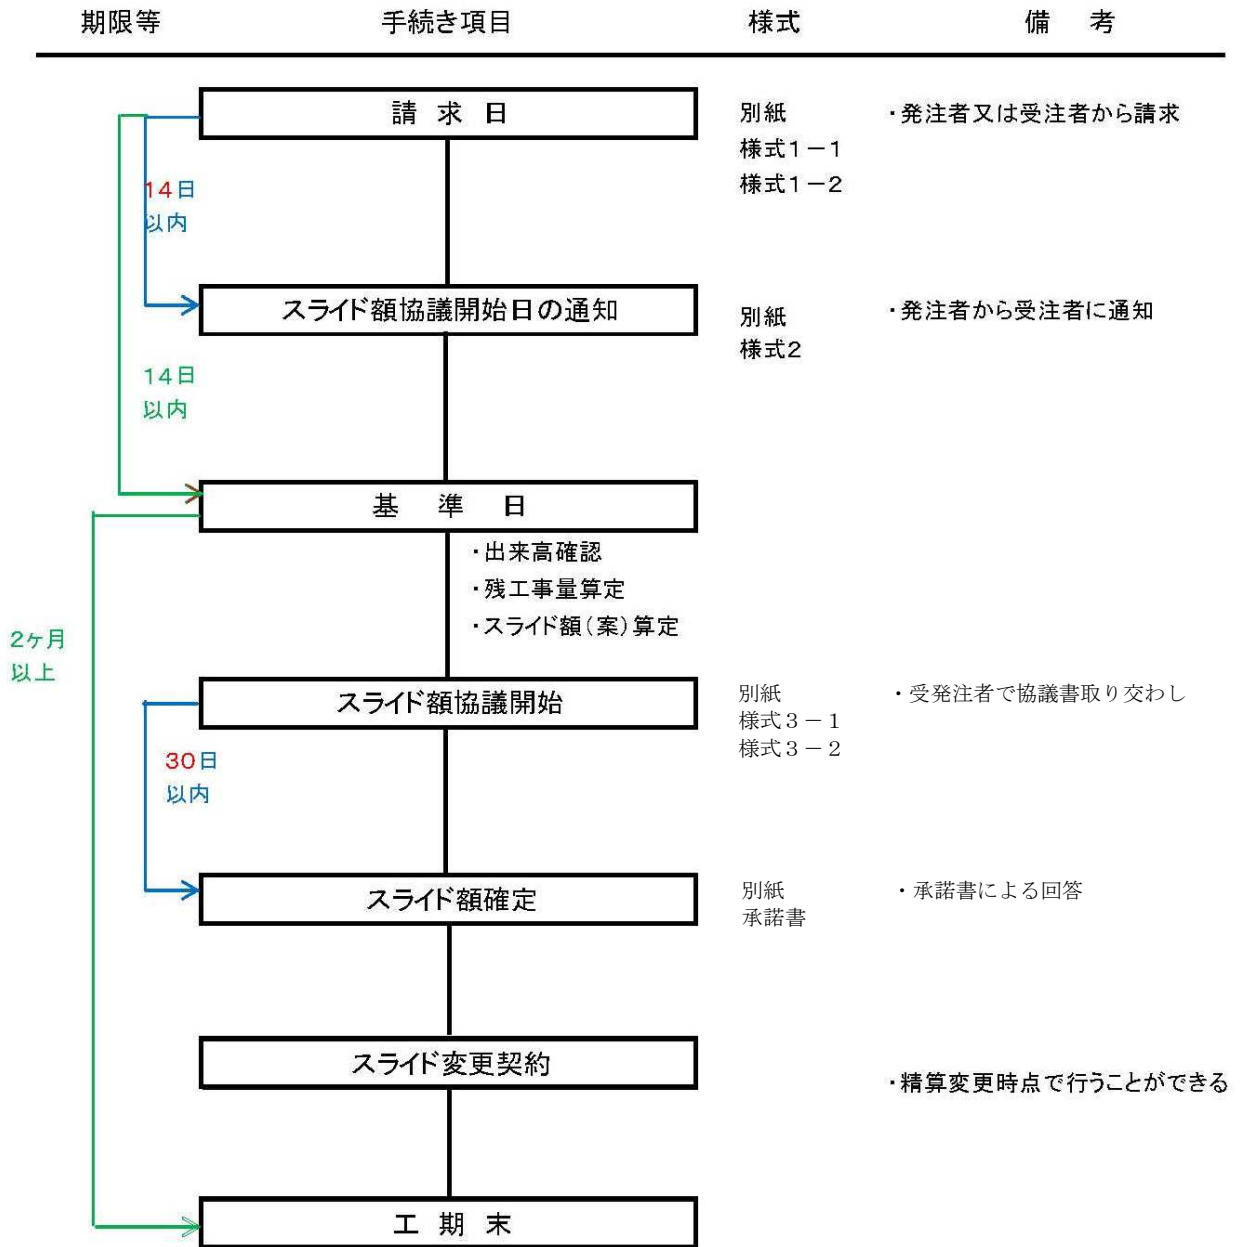 期限等　手続き項目　様式　備　考
請　求　日　別紙　・発注者又は受注者から請求
様式1－1
様式1－2
14日
以内
スライド額協議開始日の通知　別紙　・発注者から受注者に通知
様式2
14日
以内
基　準　日
・出来高確認
・残工事量算定
・スライド額（案）算定
2ヶ月
以上
スライド額協議開始　別紙　・受発注者で協議書取り交わし
様式３－１
様式３－２
30日
以内
スライド額確定　別紙　・承諾書による回答
承諾書
スライド変更契約
・精算変更時点で行うことができる
工　期　末